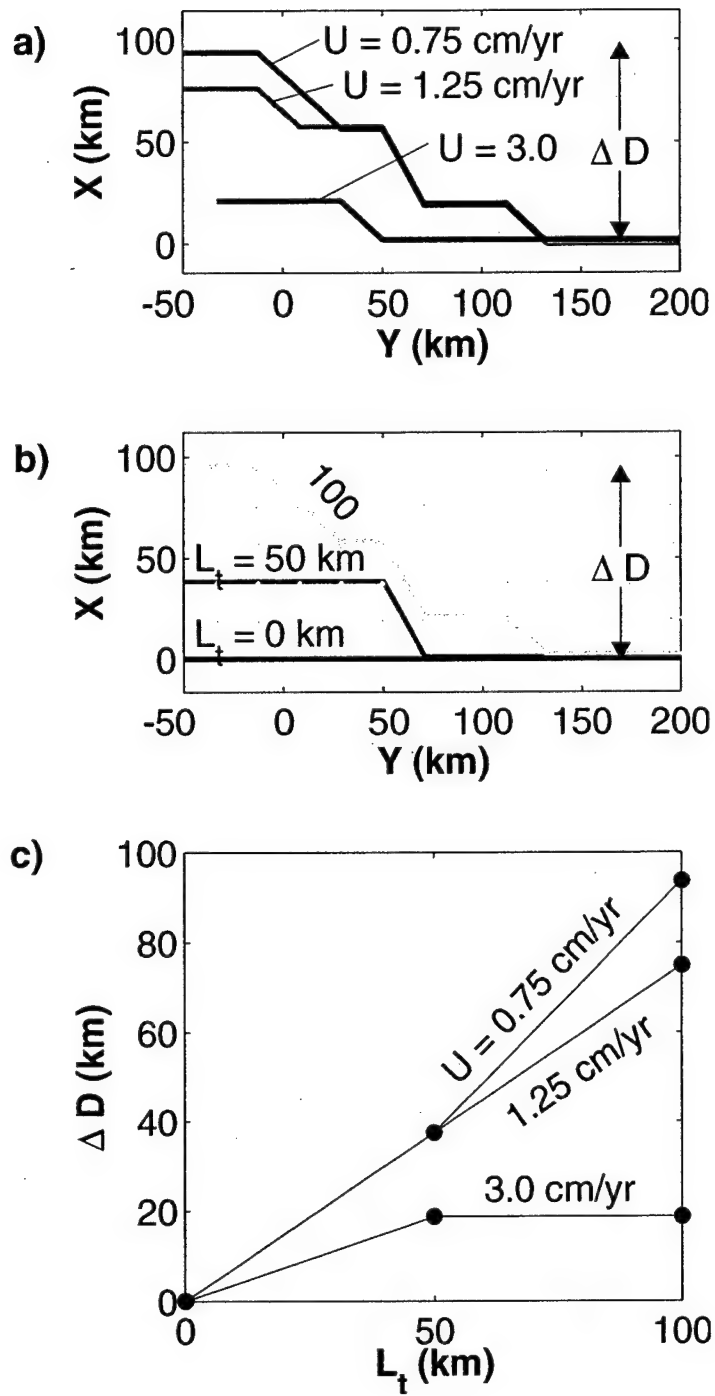 a)
100
50
0
X (km)
U = 0.75 cm/yr
U = 1.25 cm/yr
U = 3.0
Δ D
-50 0 50 100 150 200
Y (km)
b)
100
50
0
X (km)
100
L_t = 50 km
L_t = 0 km
Δ D
-50 0 50 100 150 200
Y (km)
c)
100
80
60
40
20
0
Δ D (km)
U = 0.75 cm/yr
1.25 cm/yr
3.0 cm/yr
0 50 100
L_t (km)